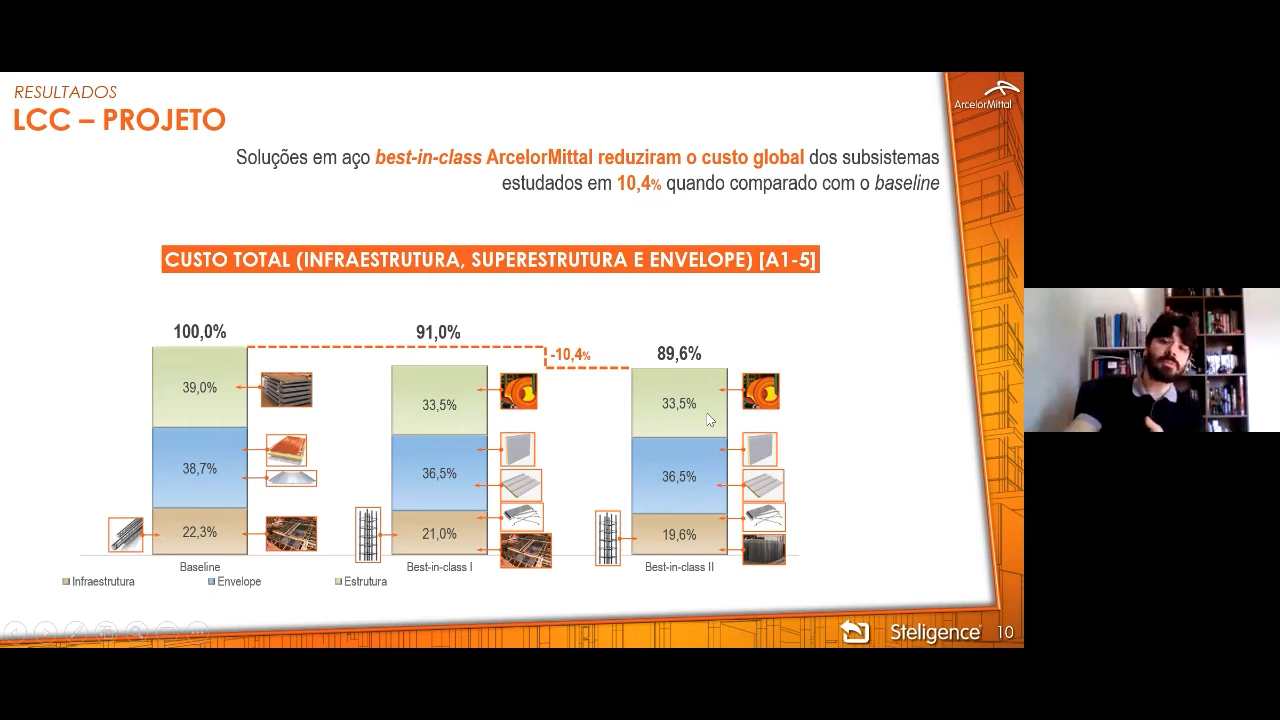 RESULTADOS
LCC – PROJETO
ArcelorMittal
Soluções em aço best-in-class ArcelorMittal reduziram o custo global dos subsistemas
estudados em 10,4% quando comparado com o baseline
CUSTO TOTAL (INFRAESTRUTURA, SUPERESTRUTURA E ENVELOPE) [A1-5]
100,0%
91,0%
-10,4%
89,6%
39,0%
33,5%
33,5%
38,7%
36,5%
36,5%
22,3%
21,0%
19,6%
Baseline
Best-in-class I
Best-in-class II
Infraestrutura
Envelope
Estrutura
Steligence® 10